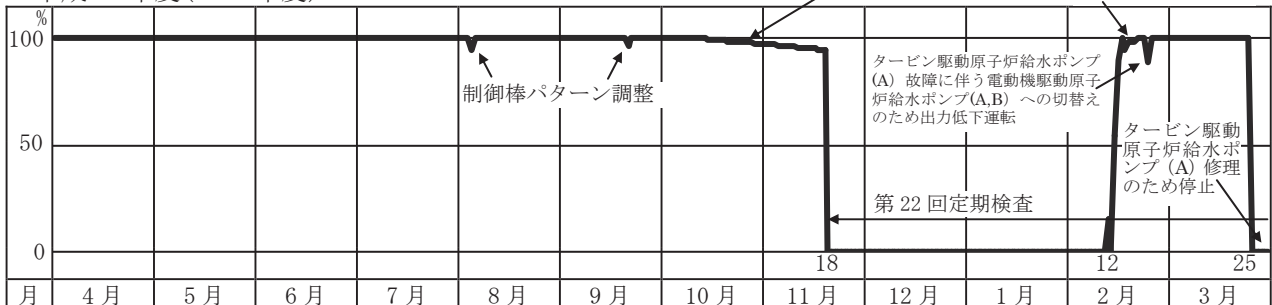 %
100
制御棒パターン調整
タービン駆動原子炉給水ポンプ
(A) 故障に伴う電動機駆動原子
炉給水ポンプ(A,B) への切替え
のため出力低下運転
50
タービン駆動
原子炉給水ポ
ンプ (A) 修理
のため停止
第 22 回定期検査
0
18
12
25
月 4 月 5 月 6 月 7 月 8 月 9 月 10 月 11 月 12 月 1 月 2 月 3 月